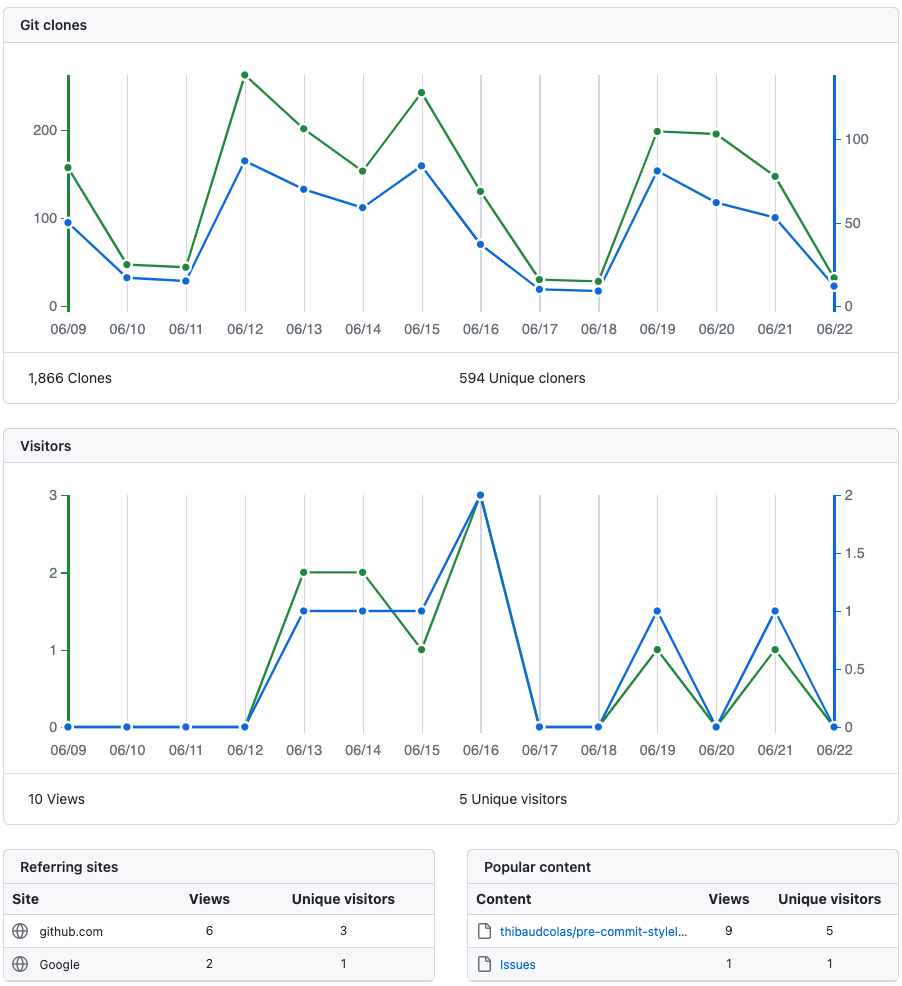 Git clones
200
100
0
100
50
0
06/09 06/10 06/11 06/12 06/13 06/14 06/15 06/16 06/17 06/18 06/19 06/20 06/21 06/22
1,866 Clones 594 Unique cloners
Visitors
3
2
1
0
2
1.5
1
0.5
0
06/09 06/10 06/11 06/12 06/13 06/14 06/15 06/16 06/17 06/18 06/19 06/20 06/21 06/22
10 Views 5 Unique visitors
Referring sites
Site Views Unique visitors
github.com 6 3
Google 2 1
Popular content
Content Views Unique visitors
thibaudcolas/pre-commit-stylel... 9 5
Issues 1 1